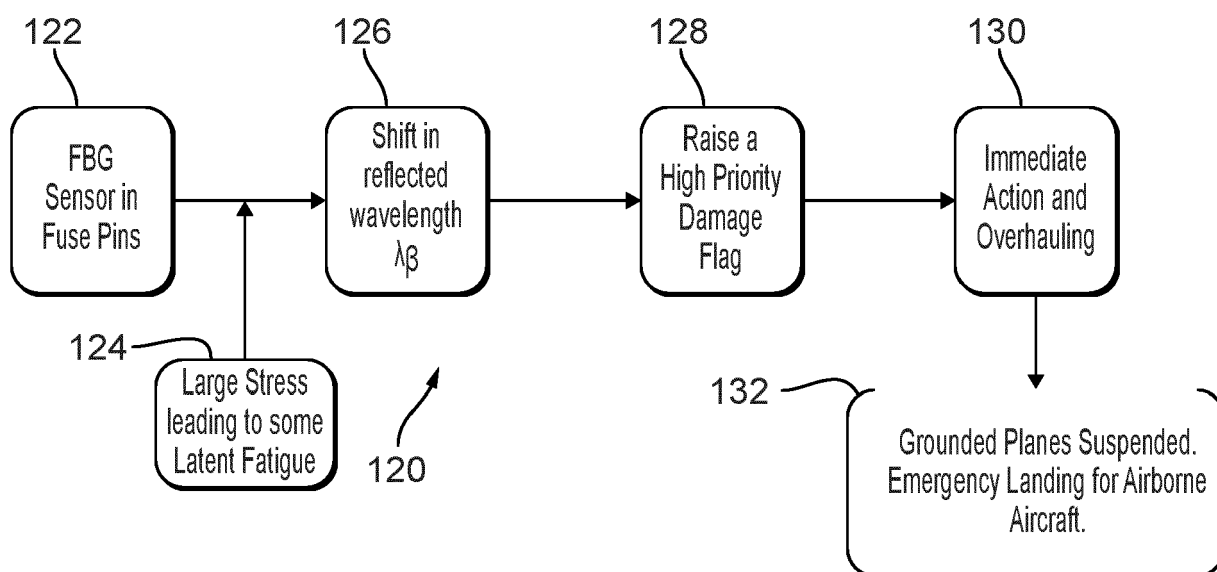 122
126
128
130
FBG
Sensor in
Fuse Pins
Shift in
reflected
wavelength
λβ
Raise a
High Priority
Damage
Flag
Immediate
Action and
Overhauling
124
Large Stress
leading to some
Latent Fatigue
120
132
Grounded Planes Suspended.
Emergency Landing for Airborne
Aircraft.